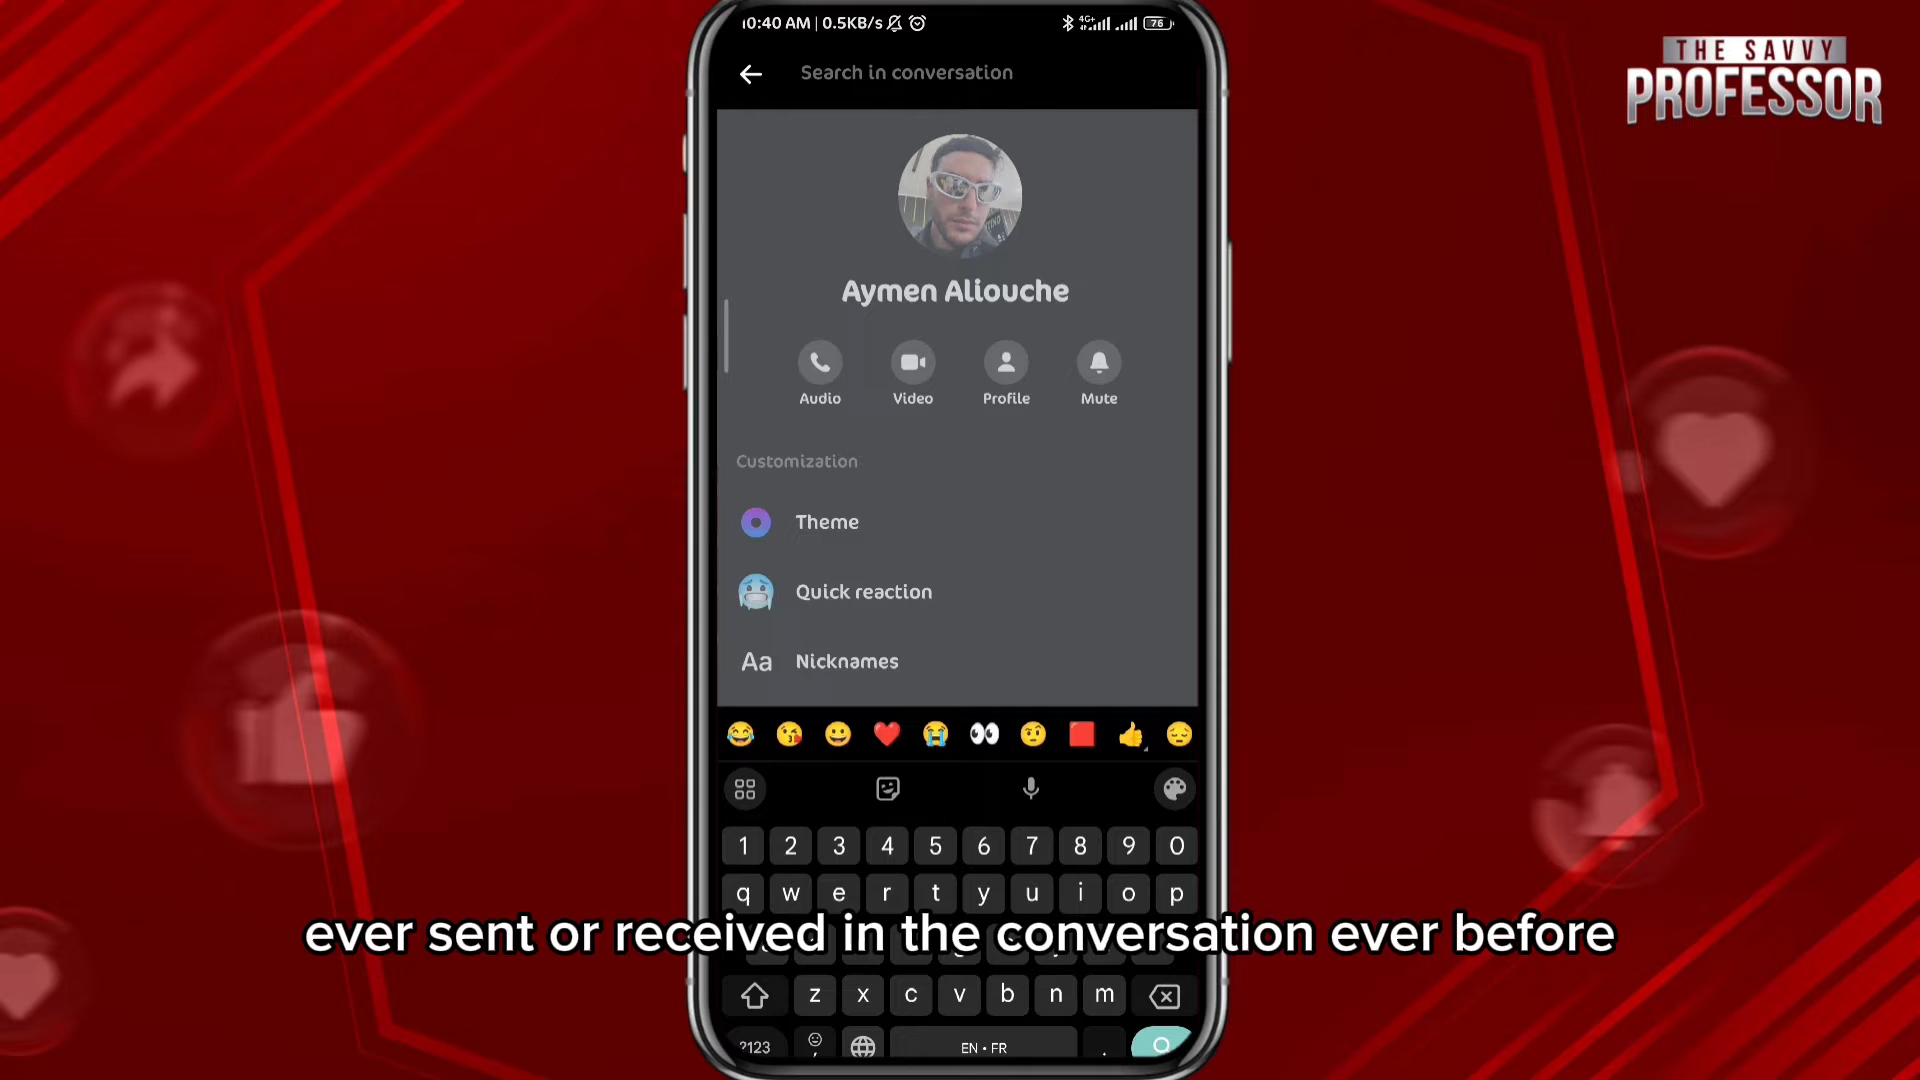 10:40 AM | 0.5KB/s
4G+
76
Search in conversation
THE SAVVY
PROFESSOR
Aymen Aliouche
Audio
Video
Profile
Mute
Customization
Theme
Quick reaction
Aa
Nicknames
1 2 3 4 5 6 7 8 9 0
q w e r t y u i o p
ever sent or received in the conversation ever before
z x c v b n m
?123
,
EN • FR
.